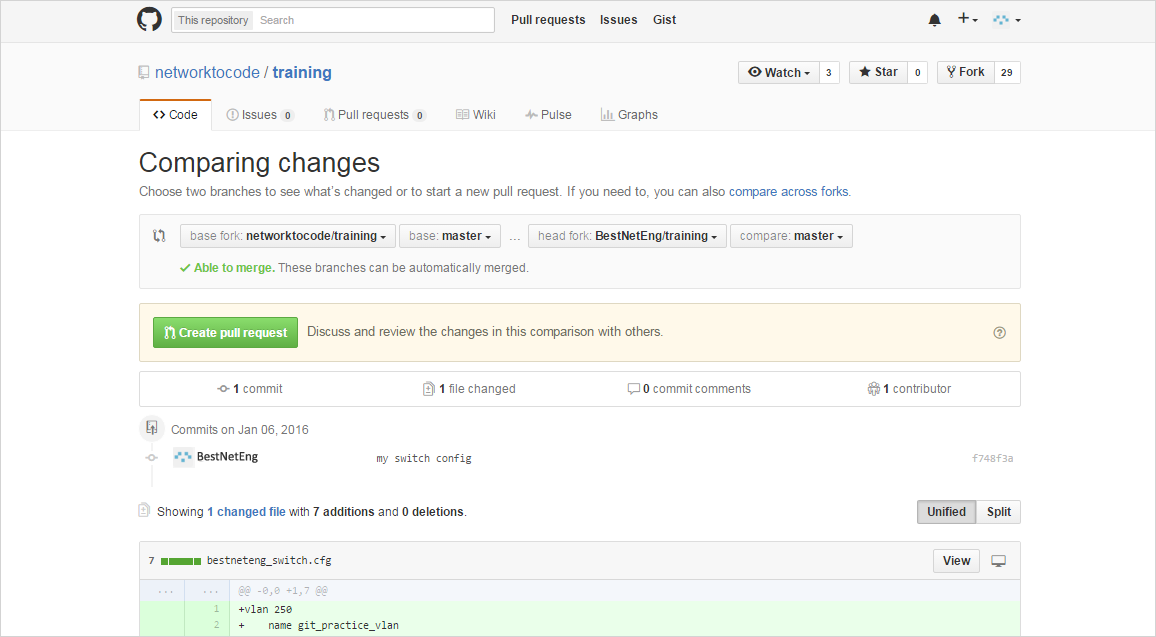 This repository Search Pull requests Issues Gist
networktocode / training Watch 3 Star 0 Fork 29
Code Issues 0 Pull requests 0 Wiki Pulse Graphs
Comparing changes
Choose two branches to see what's changed or to start a new pull request. If you need to, you can also compare across forks.
base fork: networktocode/training base: master ... head fork: BestNetEng/training compare: master
Able to merge. These branches can be automatically merged.
Create pull request Discuss and review the changes in this comparison with others.
1 commit 1 file changed 0 commit comments 1 contributor
Commits on Jan 06, 2016
BestNetEng my switch config f748f3a
Showing 1 changed file with 7 additions and 0 deletions. Unified Split
7 bestneteng_switch.cfg View
... ... @@ -0,0 +1,7 @@
1 +vlan 250
2 + name git_practice_vlan